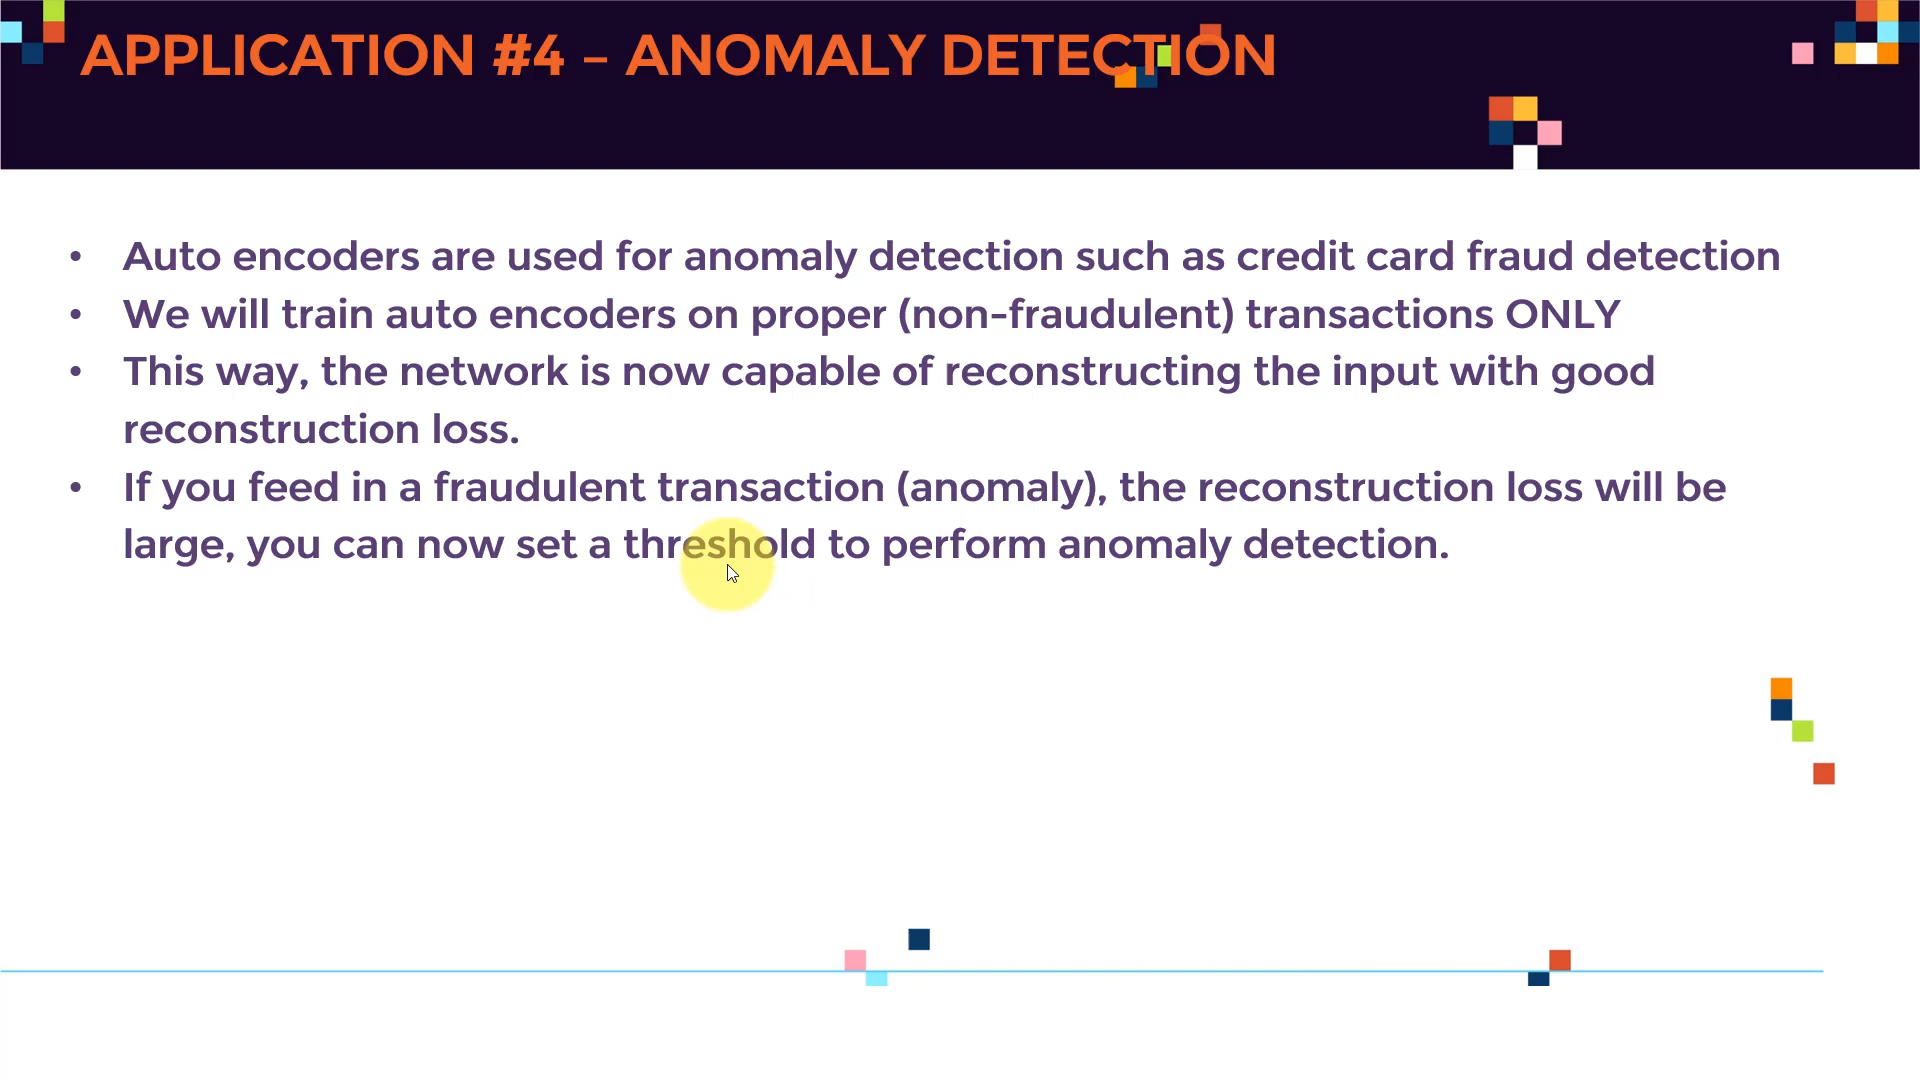 APPLICATION #4 – ANOMALY DETECTION
• Auto encoders are used for anomaly detection such as credit card fraud detection
• We will train auto encoders on proper (non-fraudulent) transactions ONLY
• This way, the network is now capable of reconstructing the input with good
reconstruction loss.
• If you feed in a fraudulent transaction (anomaly), the reconstruction loss will be
large, you can now set a threshold to perform anomaly detection.